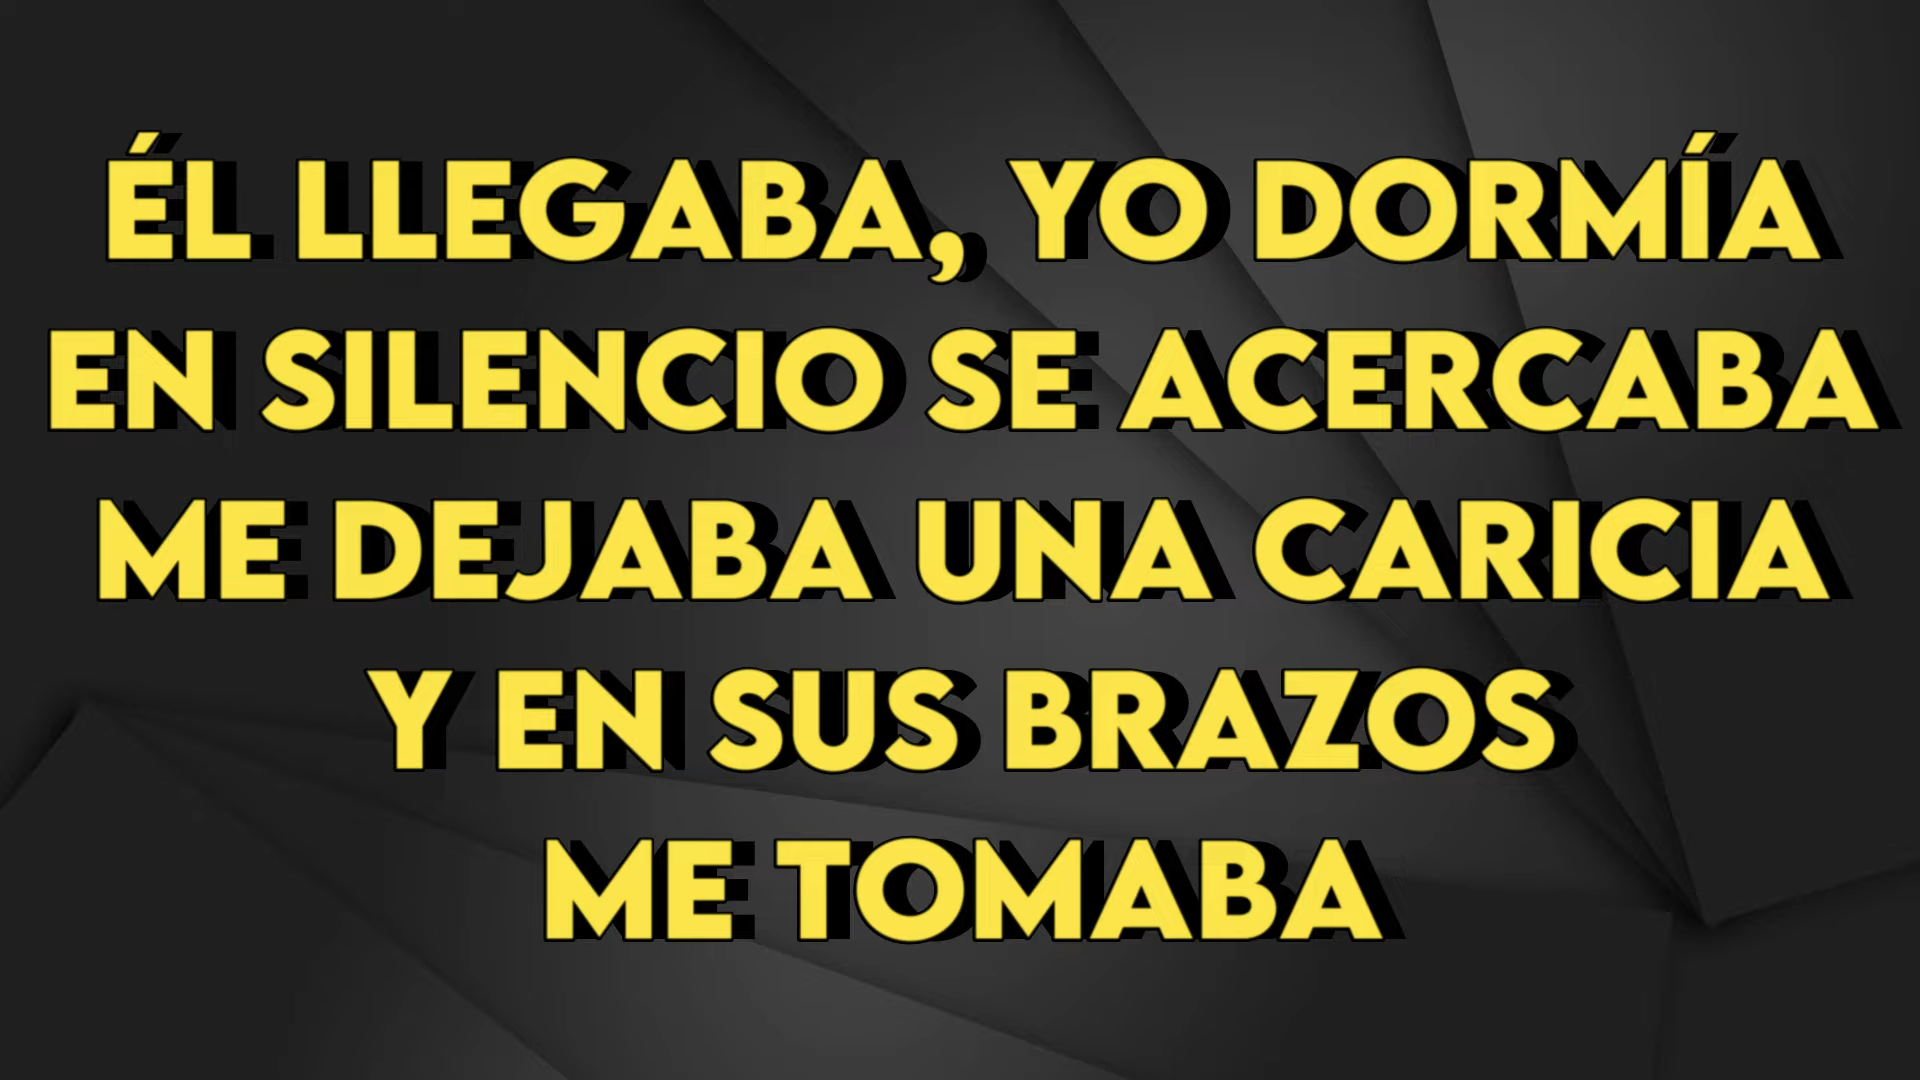 ÉL LLEGABA, YO DORMÍA
EN SILENCIO SE ACERCABA
ME DEJABA UNA CARICIA
Y EN SUS BRAZOS
ME TOMABA